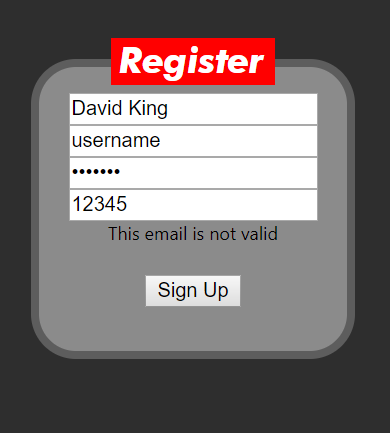 Register
David King
username
•••••••
12345
This email is not valid
Sign Up